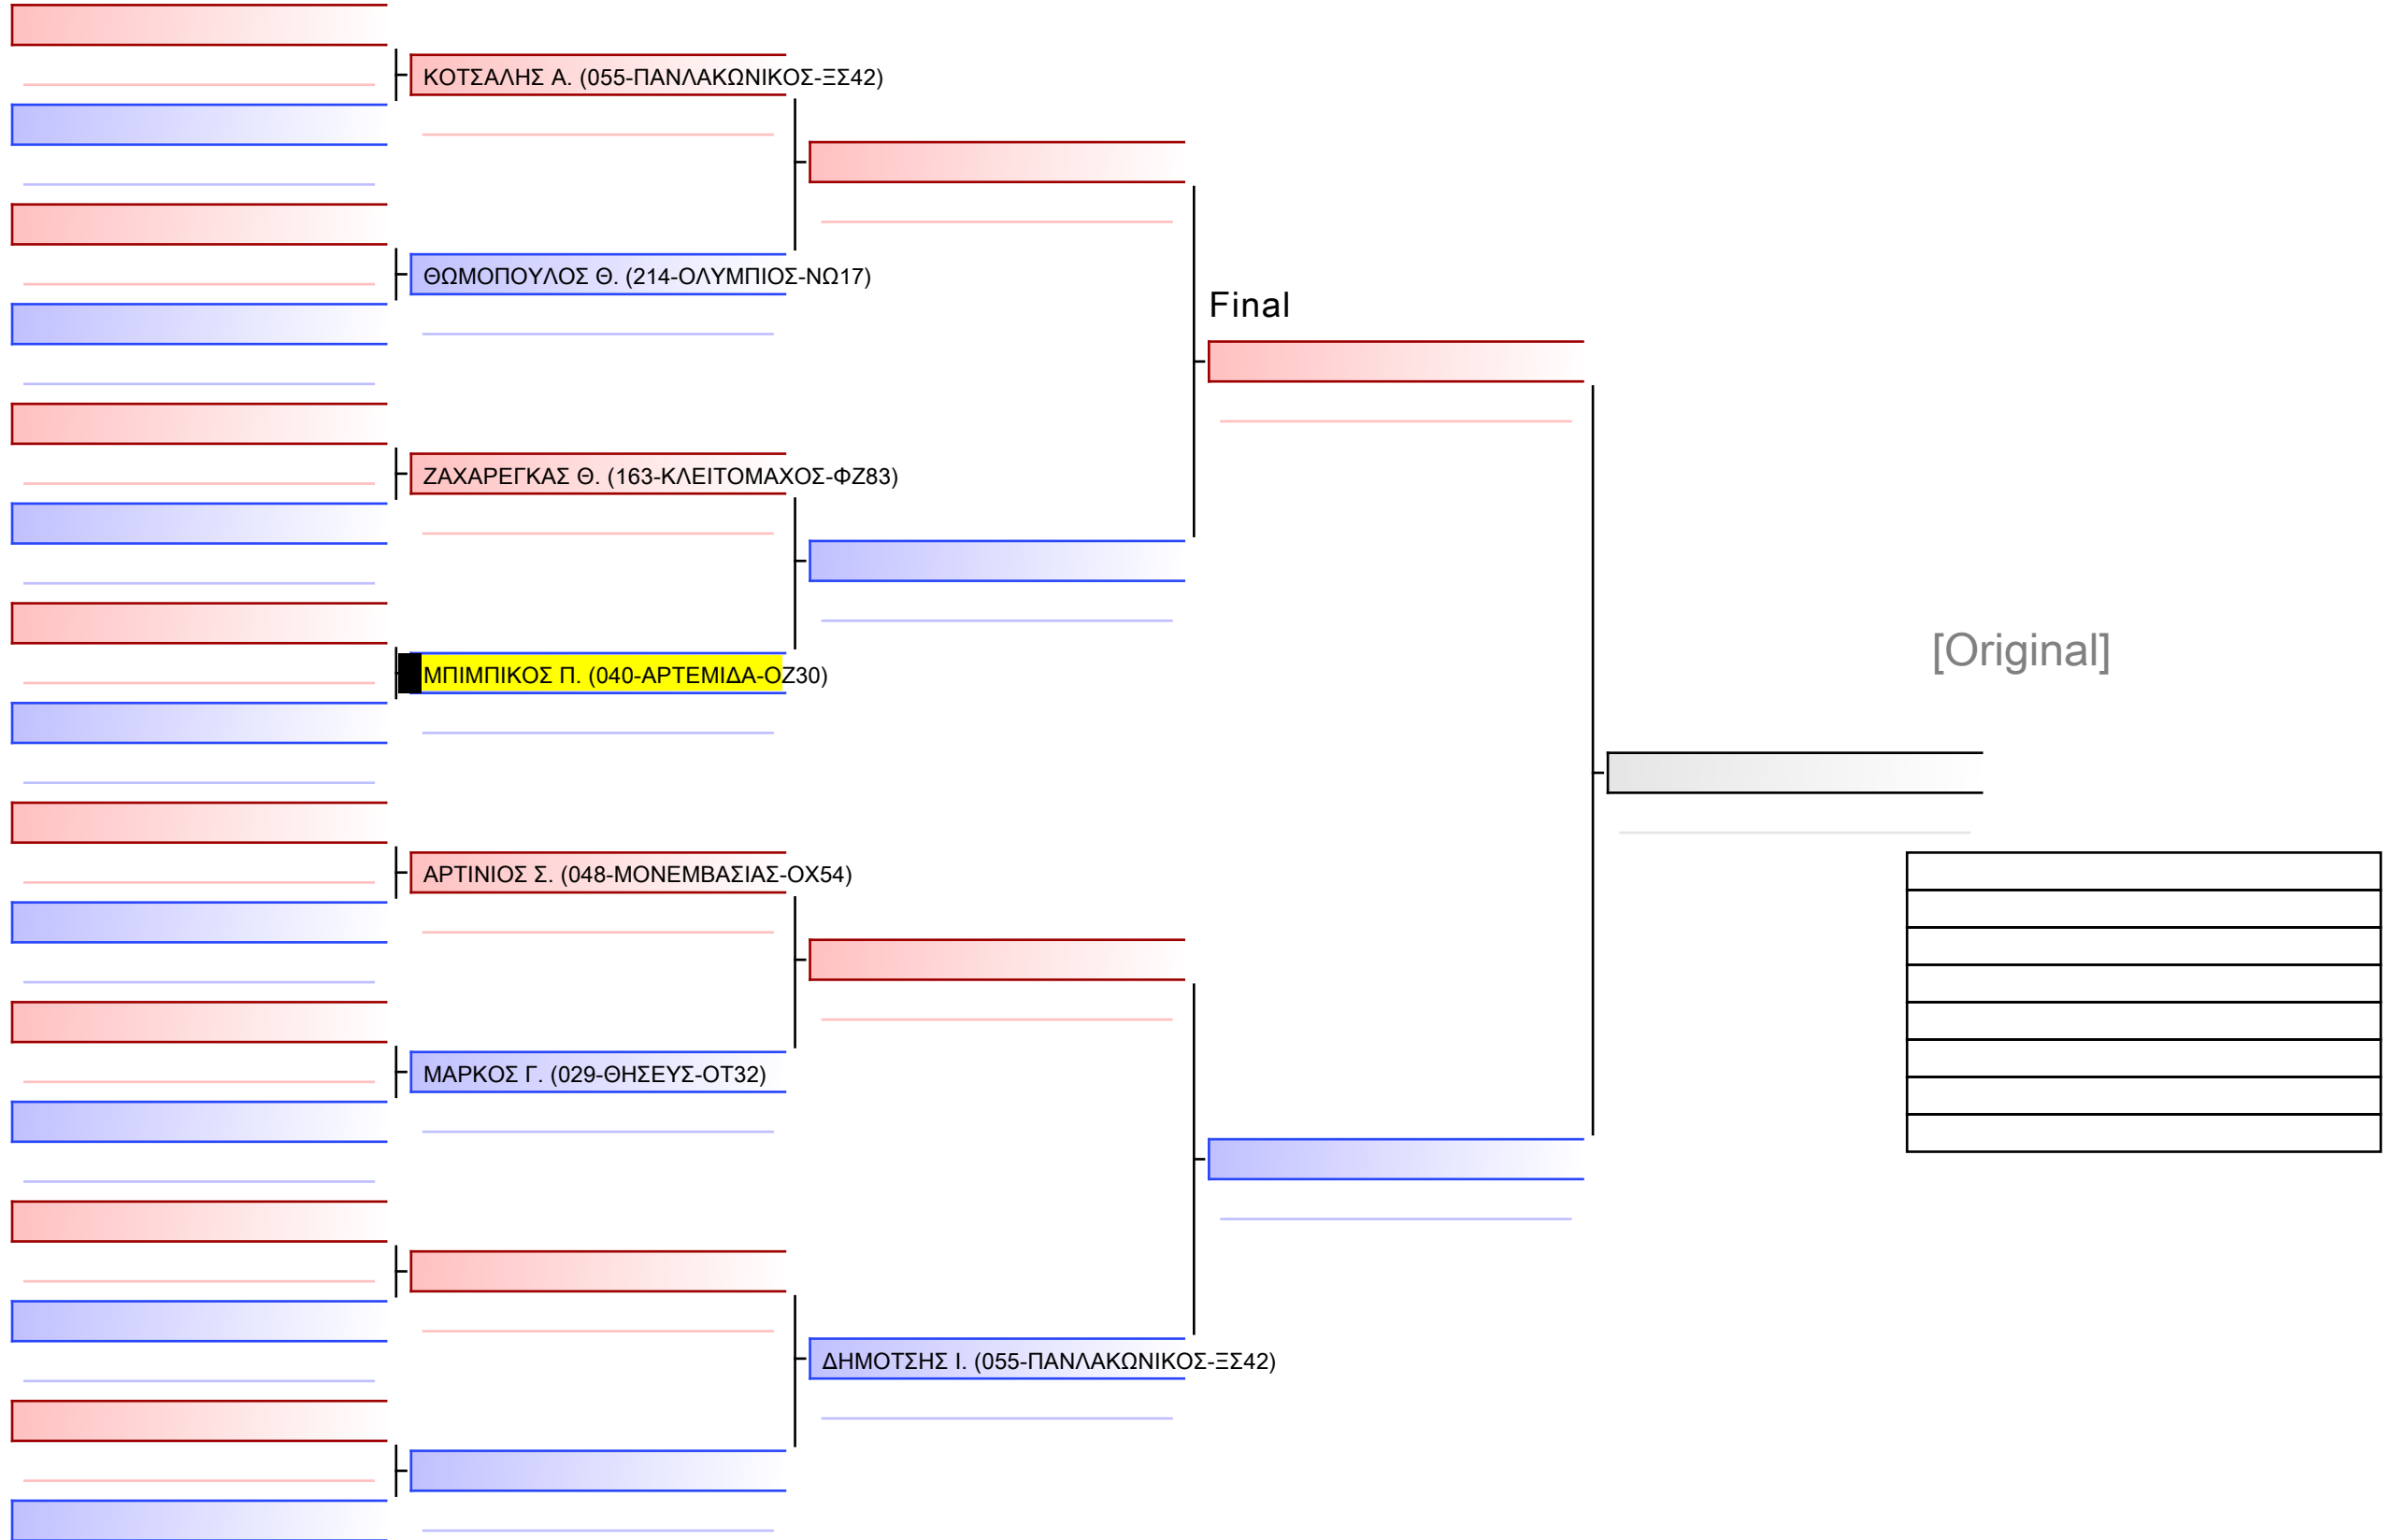 ΚΟΤΣΑΛΗΣ Α. (055-ΠΑΝΛΑΚΩΝΙΚΟΣ-ΞΣ42)
ΘΩΜΟΠΟΥΛΟΣ Θ. (214-ΟΛΥΜΠΙΟΣ-ΝΩ17)
Final
ΖΑΧΑΡΕΓΚΑΣ Θ. (163-ΚΛΕΙΤΟΜΑΧΟΣ-ΦΖ83)
[Original]
ΜΠΙΜΠΙΚΟΣ Π. (040-ΑΡΤΕΜΙΔΑ-ΟΖ30)
ΑΡΤΙΝΙΟΣ Σ. (048-ΜΟΝΕΜΒΑΣΙΑΣ-ΟΧ54)
ΜΑΡΚΟΣ Γ. (029-ΘΗΣΕΥΣ-ΟΤ32)
ΔΗΜΟΤΣΗΣ Ι. (055-ΠΑΝΛΑΚΩΝΙΚΟΣ-ΞΣ42)